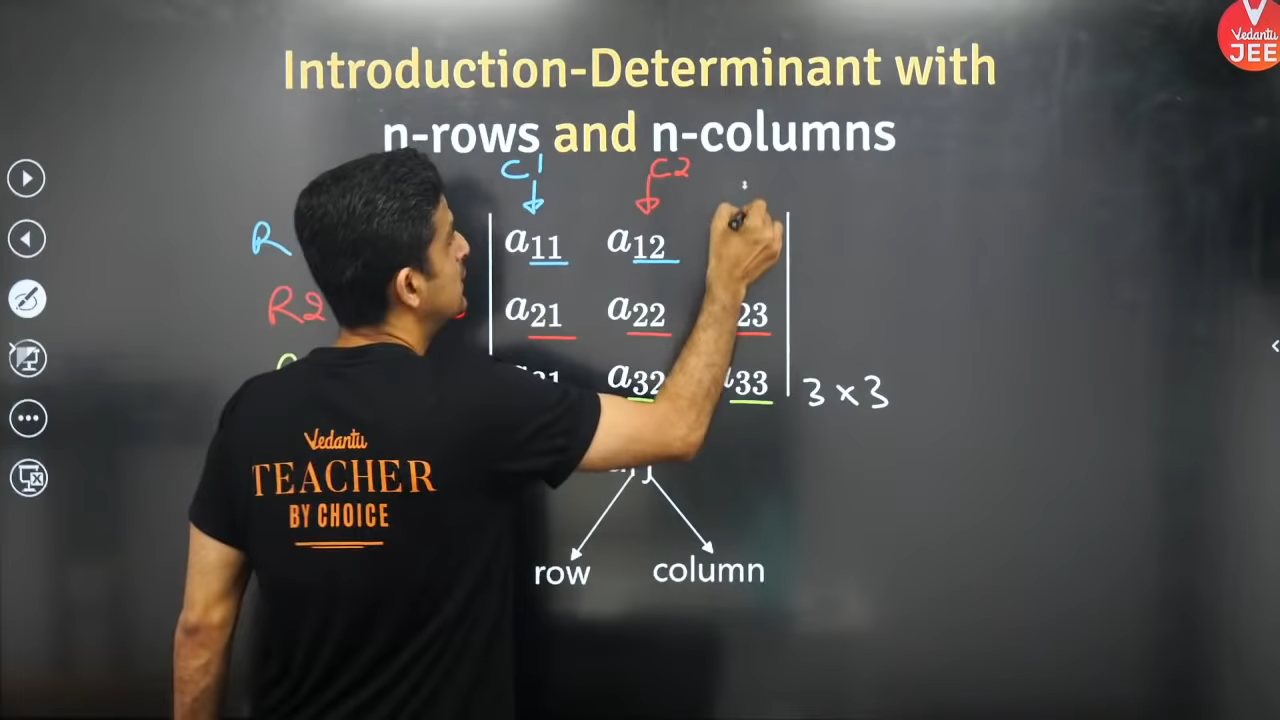 Vedantu
JEE
Introduction-Determinant with
n-rows and n-columns
C1 C2
R a11 a12
R2 a21 a22 23
a32 33 3 × 3
row column
Vedantu
TEACHER
BY CHOICE